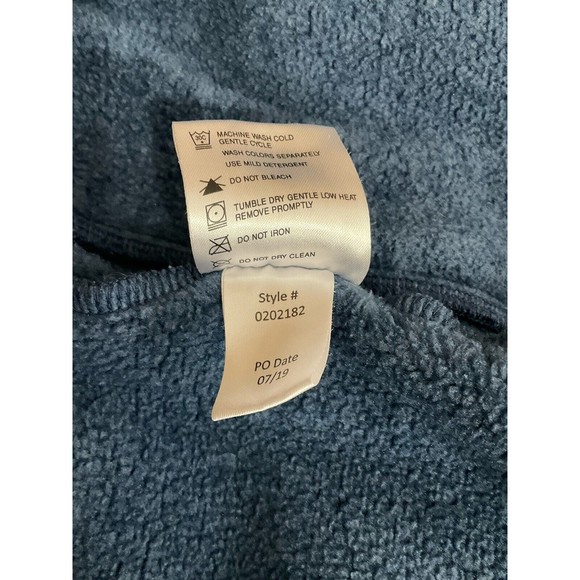 30C
MACHINE WASH COLD
GENTLE CYCLE
WASH COLORS SEPARATELY
USE MILD DETERGENT
DO NOT BLEACH
TUMBLE DRY GENTLE LOW HEAT
REMOVE PROMPTLY
DO NOT IRON
DO NOT DRY CLEAN
Style #
0202182
PO Date
07/19